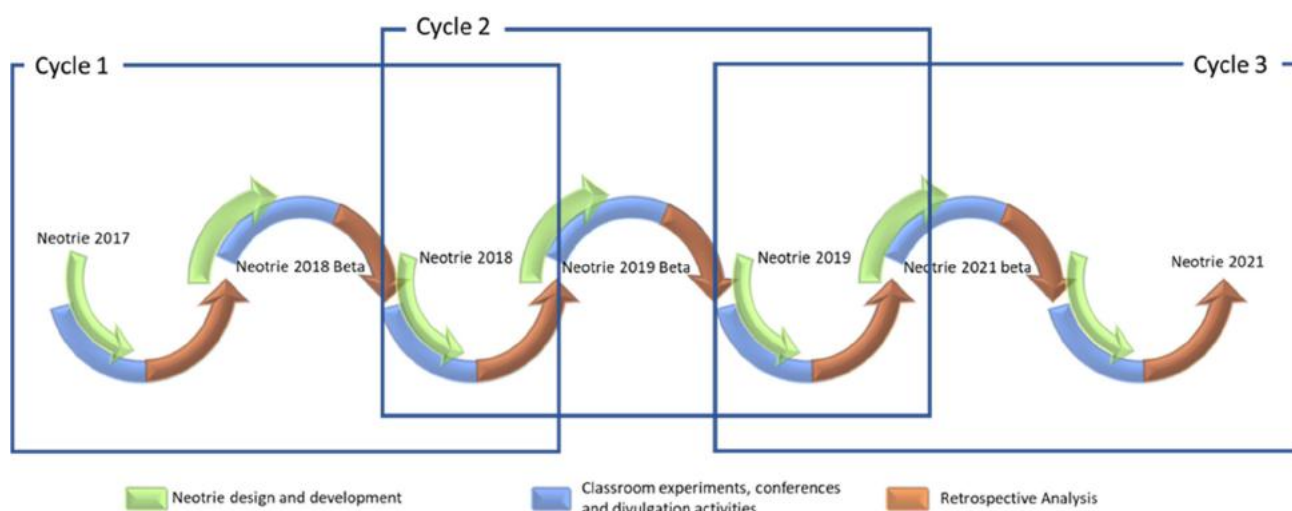 Cycle 2
Cycle 1
Cycle 3
Neotrie 2017
Neotrie 2018 Beta
Neotrie 2018
Neotrie 2019 Beta
Neotrie 2019
Neotrie 2021 beta
Neotrie 2021
Neotrie design and development
Classroom experiments, conferences
and divulgation activities
Retrospective Analysis